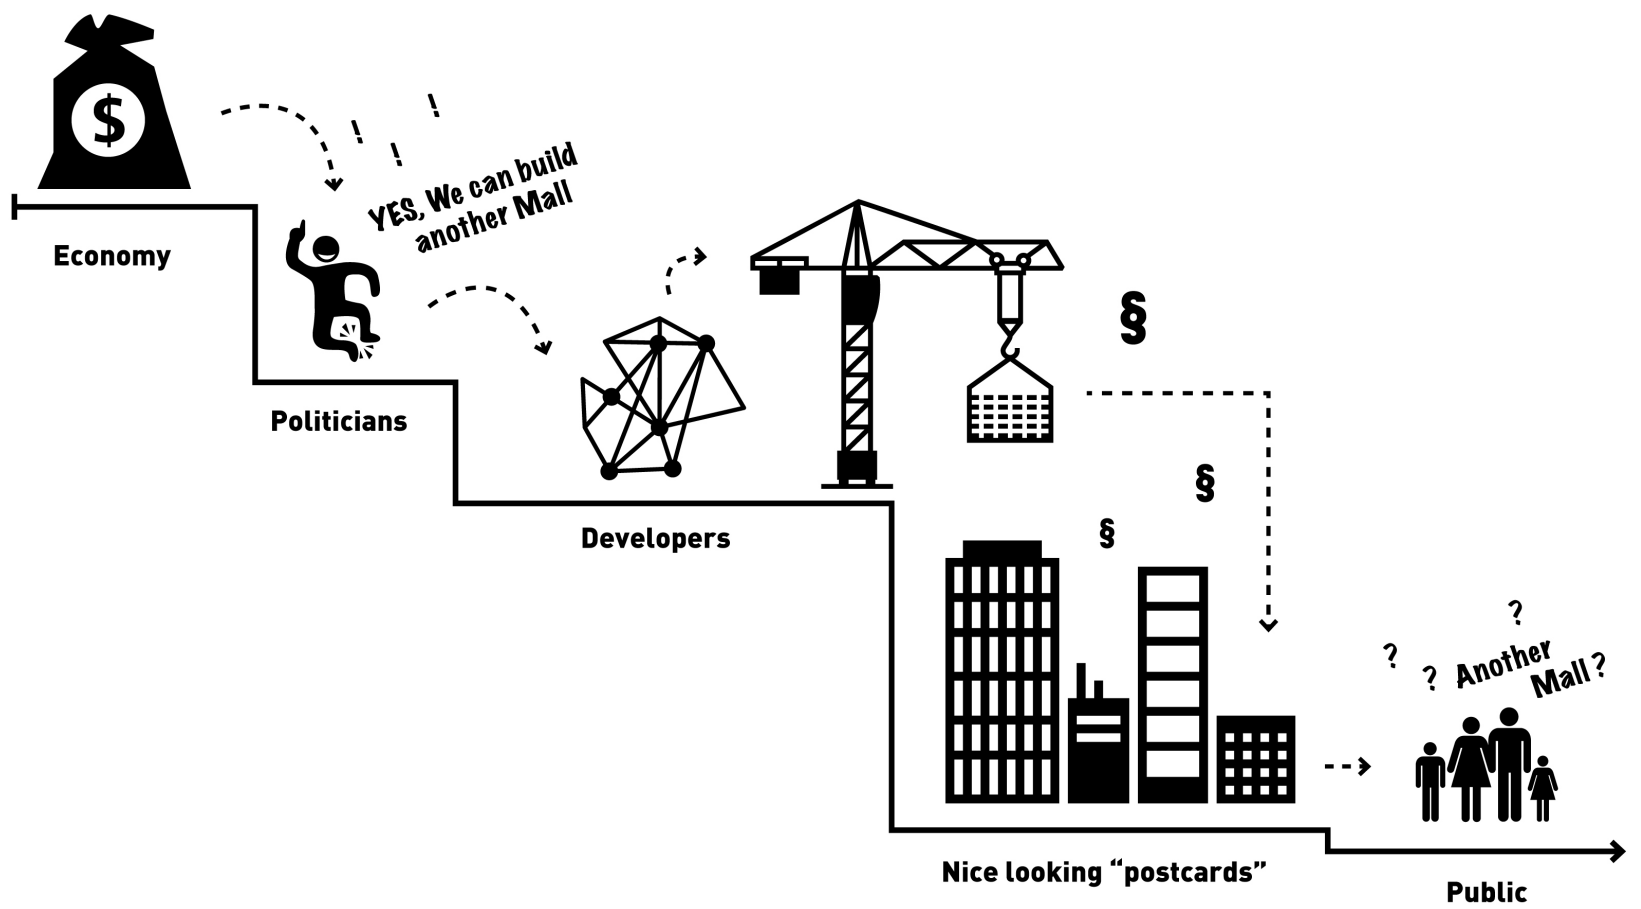 $
Economy
! ! !
YES, We can build
another Mall
Politicians
Developers
§
§
§
Nice looking “postcards”
? ? ?
Another
Mall?
Public